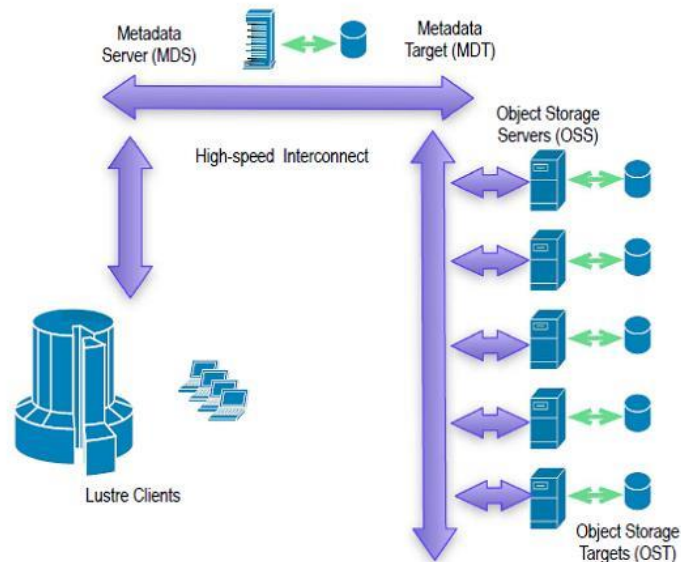 Metadata
Server (MDS)
Metadata
Target (MDT)
Object Storage
Servers (OSS)
High-speed Interconnect
Lustre Clients
Object Storage
Targets (OST)